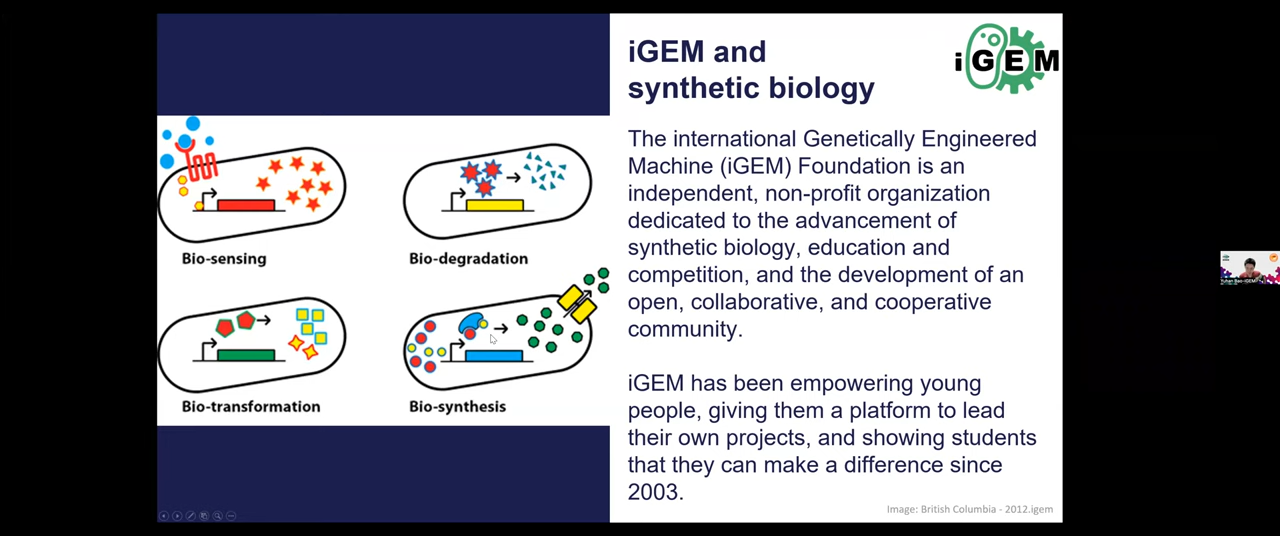 iGEM and
synthetic biology
iGEM
The international Genetically Engineered
Machine (iGEM) Foundation is an
independent, non-profit organization
dedicated to the advancement of
synthetic biology, education and
competition, and the development of an
open, collaborative, and cooperative
community.
iGEM has been empowering young
people, giving them a platform to lead
their own projects, and showing students
that they can make a difference since
2003.
Image: British Columbia - 2012.igem
Bio-sensing
Bio-degradation
Bio-transformation
Bio-synthesis